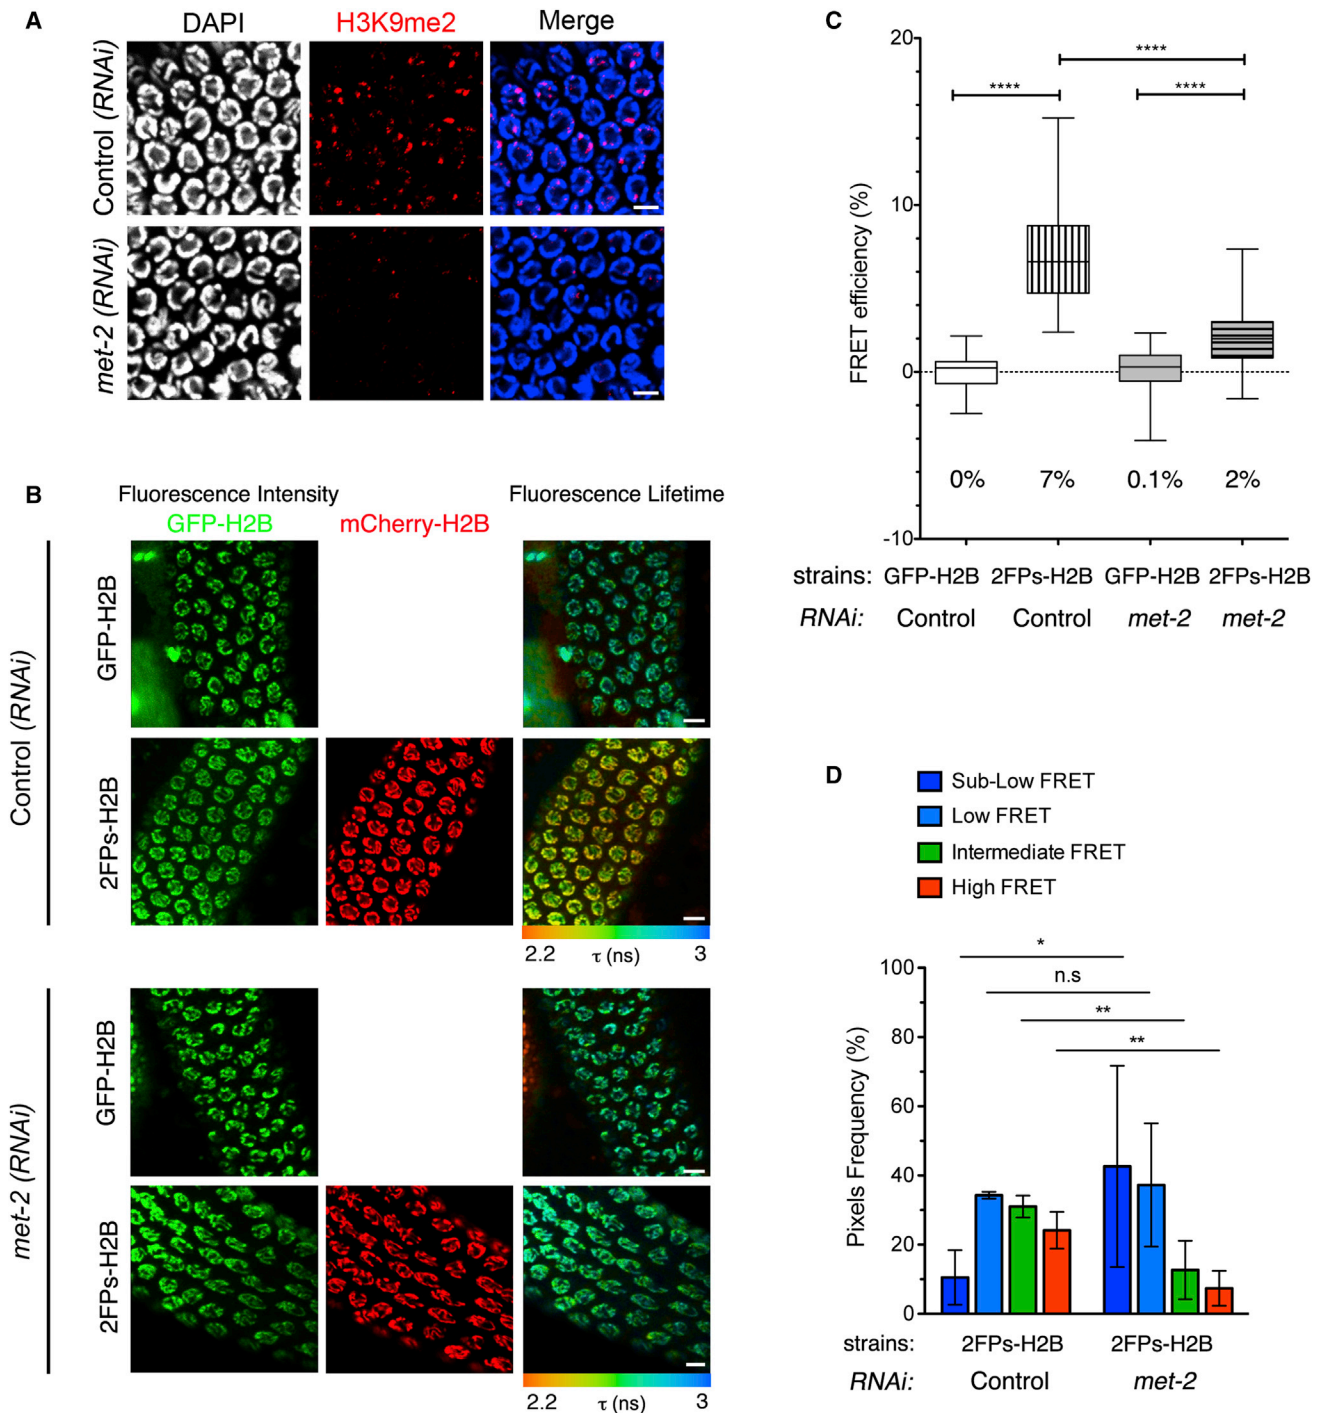 A
DAPI
H3K9me2
Merge
Control (RNAi)
met-2 (RNAi)
B
Fluorescence Intensity
Fluorescence Lifetime
GFP-H2B
mCherry-H2B
Control (RNAi)
GFP-H2B
2FPs-H2B
2.2
τ (ns)
3
met-2 (RNAi)
GFP-H2B
2FPs-H2B
2.2
τ (ns)
3
C
20
10
0
-10
FRET efficiency (%)
****
****
****
0%
7%
0.1%
2%
strains: GFP-H2B 2FPs-H2B GFP-H2B 2FPs-H2B
RNAi: Control Control met-2 met-2
D
Sub-Low FRET
Low FRET
Intermediate FRET
High FRET
*
n.s
**
**
100
80
60
40
20
0
Pixels Frequency (%)
strains: 2FPs-H2B 2FPs-H2B
RNAi: Control met-2